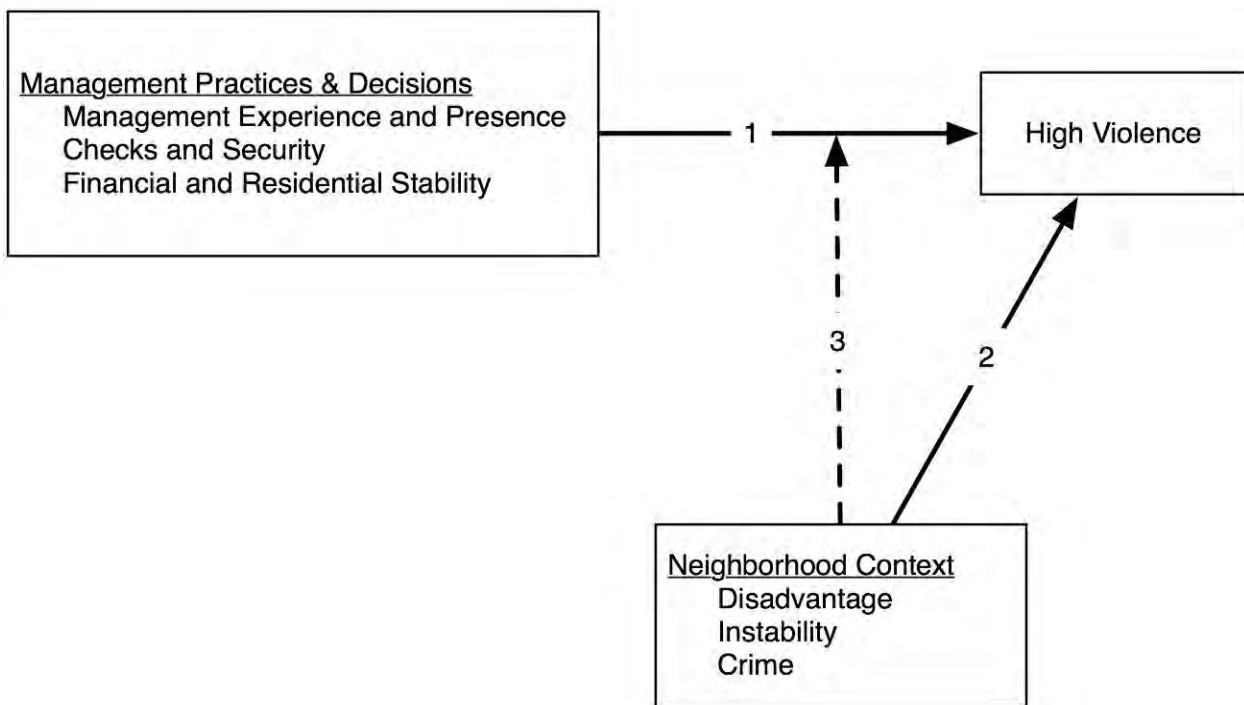 Management Practices & Decisions
Management Experience and Presence
Checks and Security
Financial and Residential Stability
1
High Violence
3
2
Neighborhood Context
Disadvantage
Instability
Crime